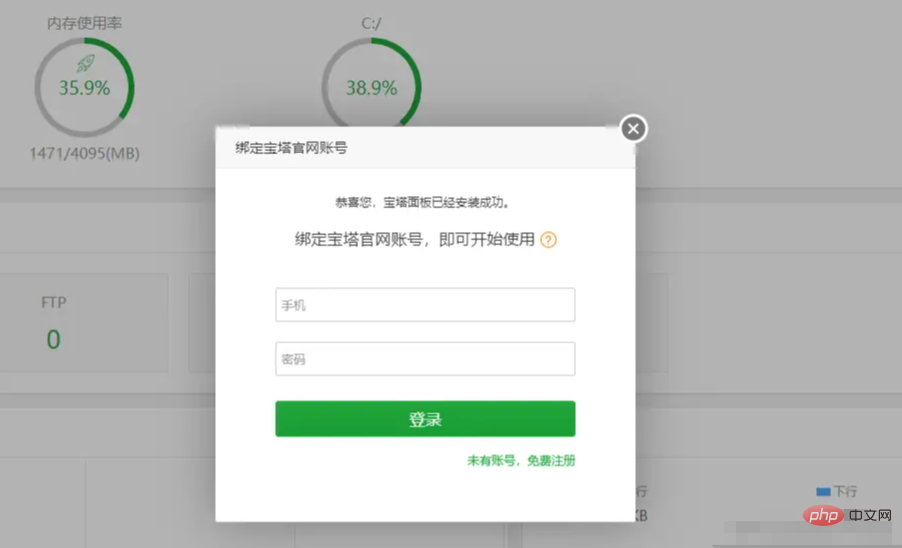 内存使用率
C:/
35.9%
38.9%
1471/4095(MB)
绑定宝塔官网账号
恭喜您，宝塔面板已经安装成功。
绑定宝塔官网账号，即可开始使用 ?
手机
密码
登录
未有账号，免费注册
FTP
0
行
下行
KB
php 中文网